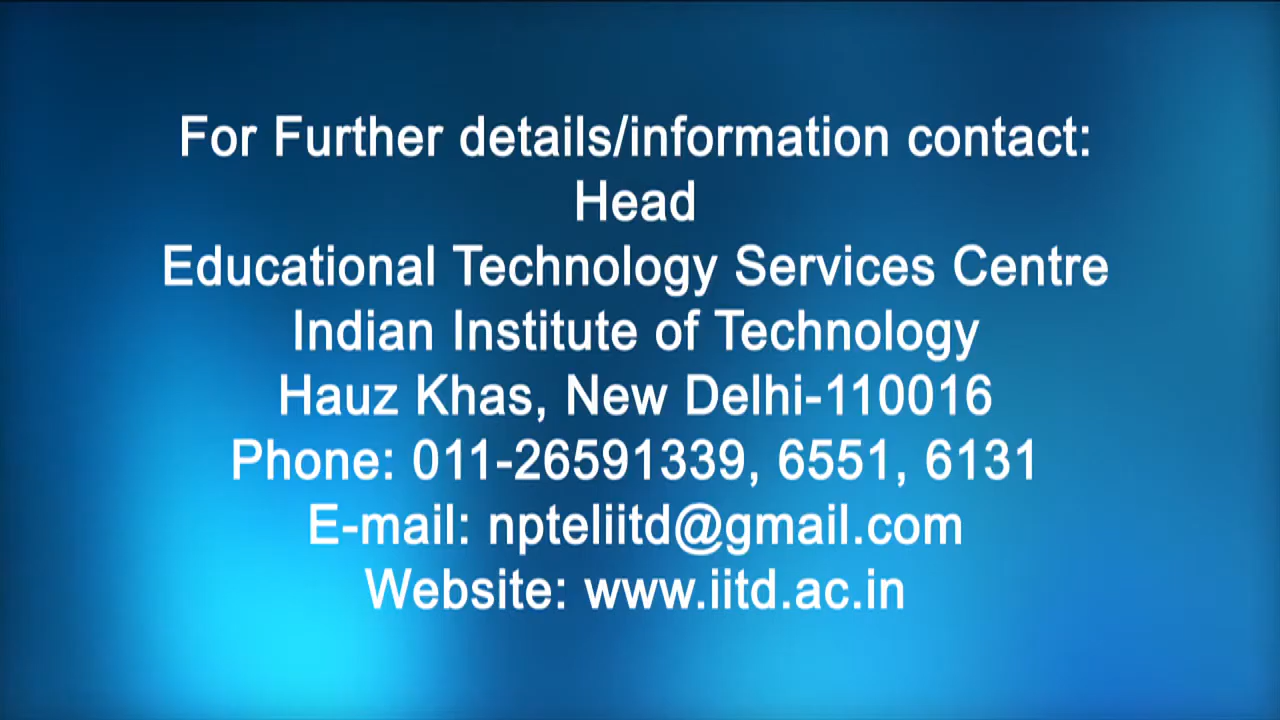 For Further details/information contact:
Head
Educational Technology Services Centre
Indian Institute of Technology
Hauz Khas, New Delhi-110016
Phone: 011-26591339, 6551, 6131
E-mail: npteliitd@gmail.com
Website: www.iitd.ac.in